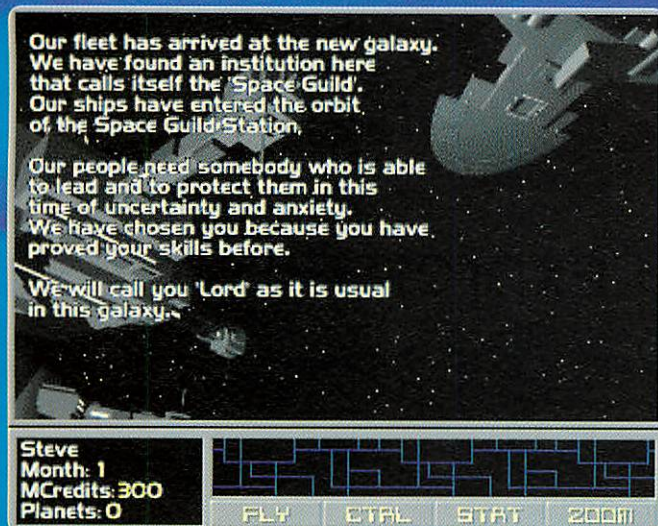 Our fleet has arrived at the new galaxy.
We have found an institution here
that calls itself the 'Space Guild'.
Our ships have entered the orbit
of the Space Guild Station.
Our people need somebody who is able
to lead and to protect them in this
time of uncertainty and anxiety.
We have chosen you because you have
proved your skills before.
We will call you 'Lord' as it is usual
in this galaxy.
Steve
Month: 1
MCredits: 300
Planets: 0
FLY CTRL STAT ZOOM